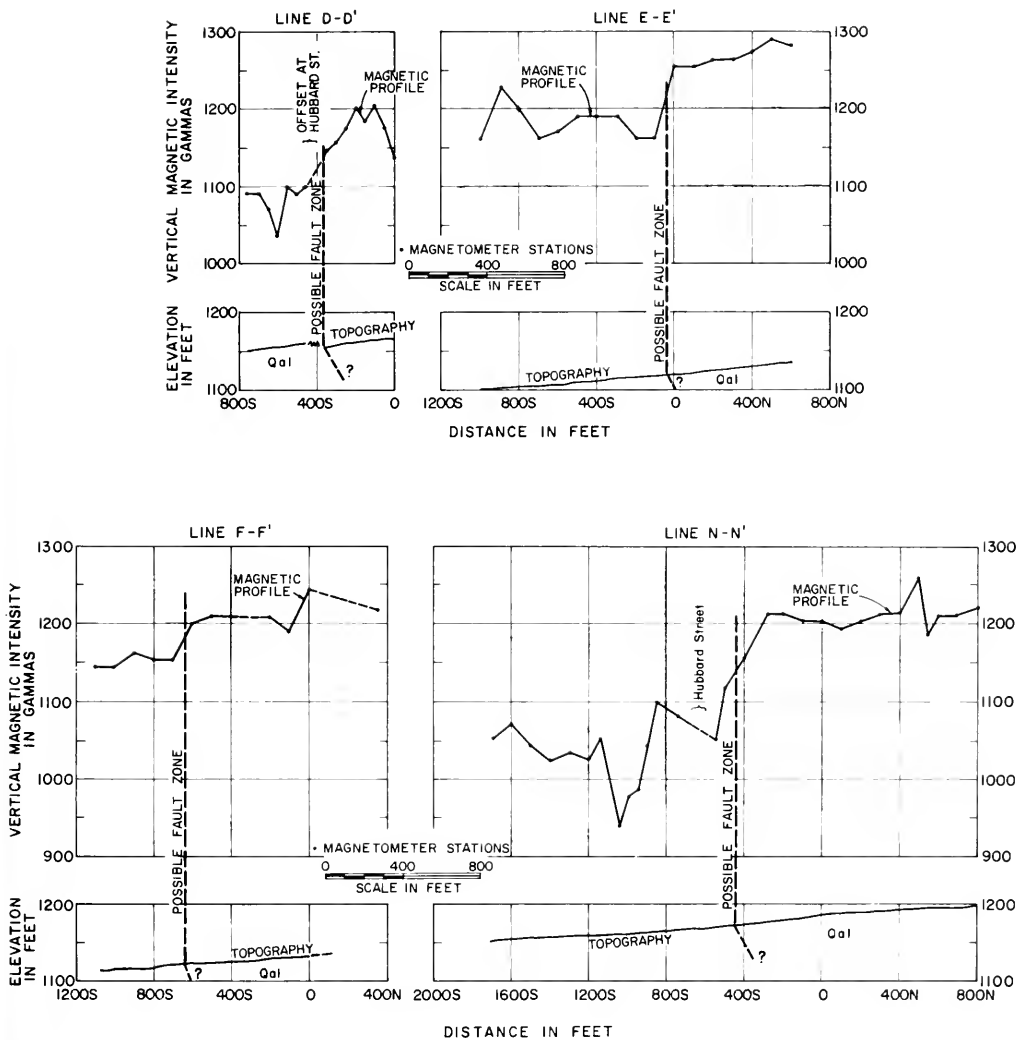 LINE D-D'
LINE E-E'
VERTICAL MAGNETIC INTENSITY
IN GAMMAS
1300
1200
1100
1000
OFFSET AT
HUBBARD ST.
MAGNETIC
PROFILE
POSSIBLE FAULT ZONE
MAGNETIC
PROFILE
POSSIBLE FAULT ZONE
1300
1200
1100
1000
• MAGNETOMETER STATIONS
0 400 800
SCALE IN FEET
ELEVATION
IN FEET
1200
1100
TOPOGRAPHY
Qal
?
TOPOGRAPHY
?
Qal
1200
1100
800S 400S 0
1200S 800S 400S 0 400N 800N
DISTANCE IN FEET
LINE F-F'
LINE N-N'
VERTICAL MAGNETIC INTENSITY
IN GAMMAS
1300
1200
1100
1000
900
MAGNETIC
PROFILE
POSSIBLE FAULT ZONE
Hubbard Street
MAGNETIC
PROFILE
POSSIBLE FAULT ZONE
1300
1200
1100
1000
900
• MAGNETOMETER STATIONS
0 400 800
SCALE IN FEET
ELEVATION
IN FEET
1200
1100
TOPOGRAPHY
?
Qal
TOPOGRAPHY
?
Qal
1200
1100
1200S 800S 400S 0 400N
2000S 1600S 1200S 800S 400S 0 400N 800N
DISTANCE IN FEET